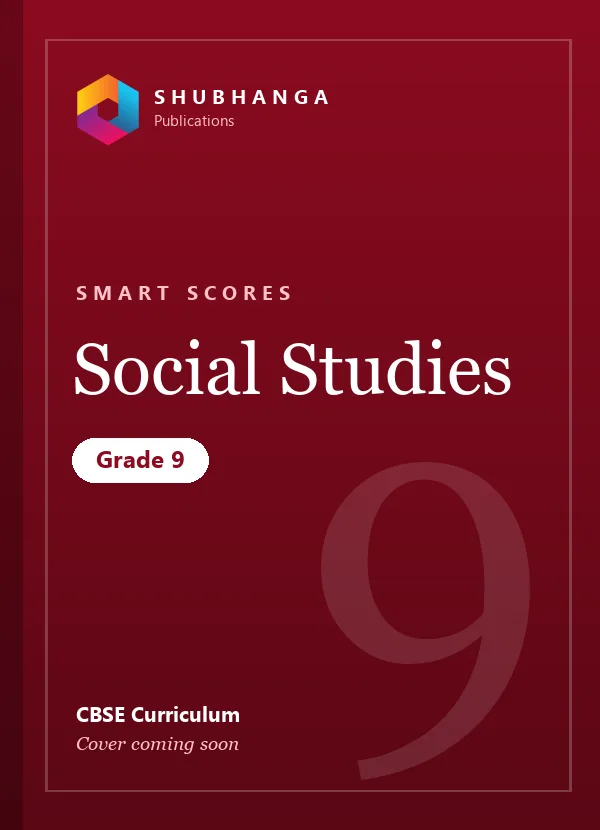 SHUBHANGA
Publications
SMART SCORES
Social Studies
Grade 9
9
CBSE Curriculum
Cover coming soon